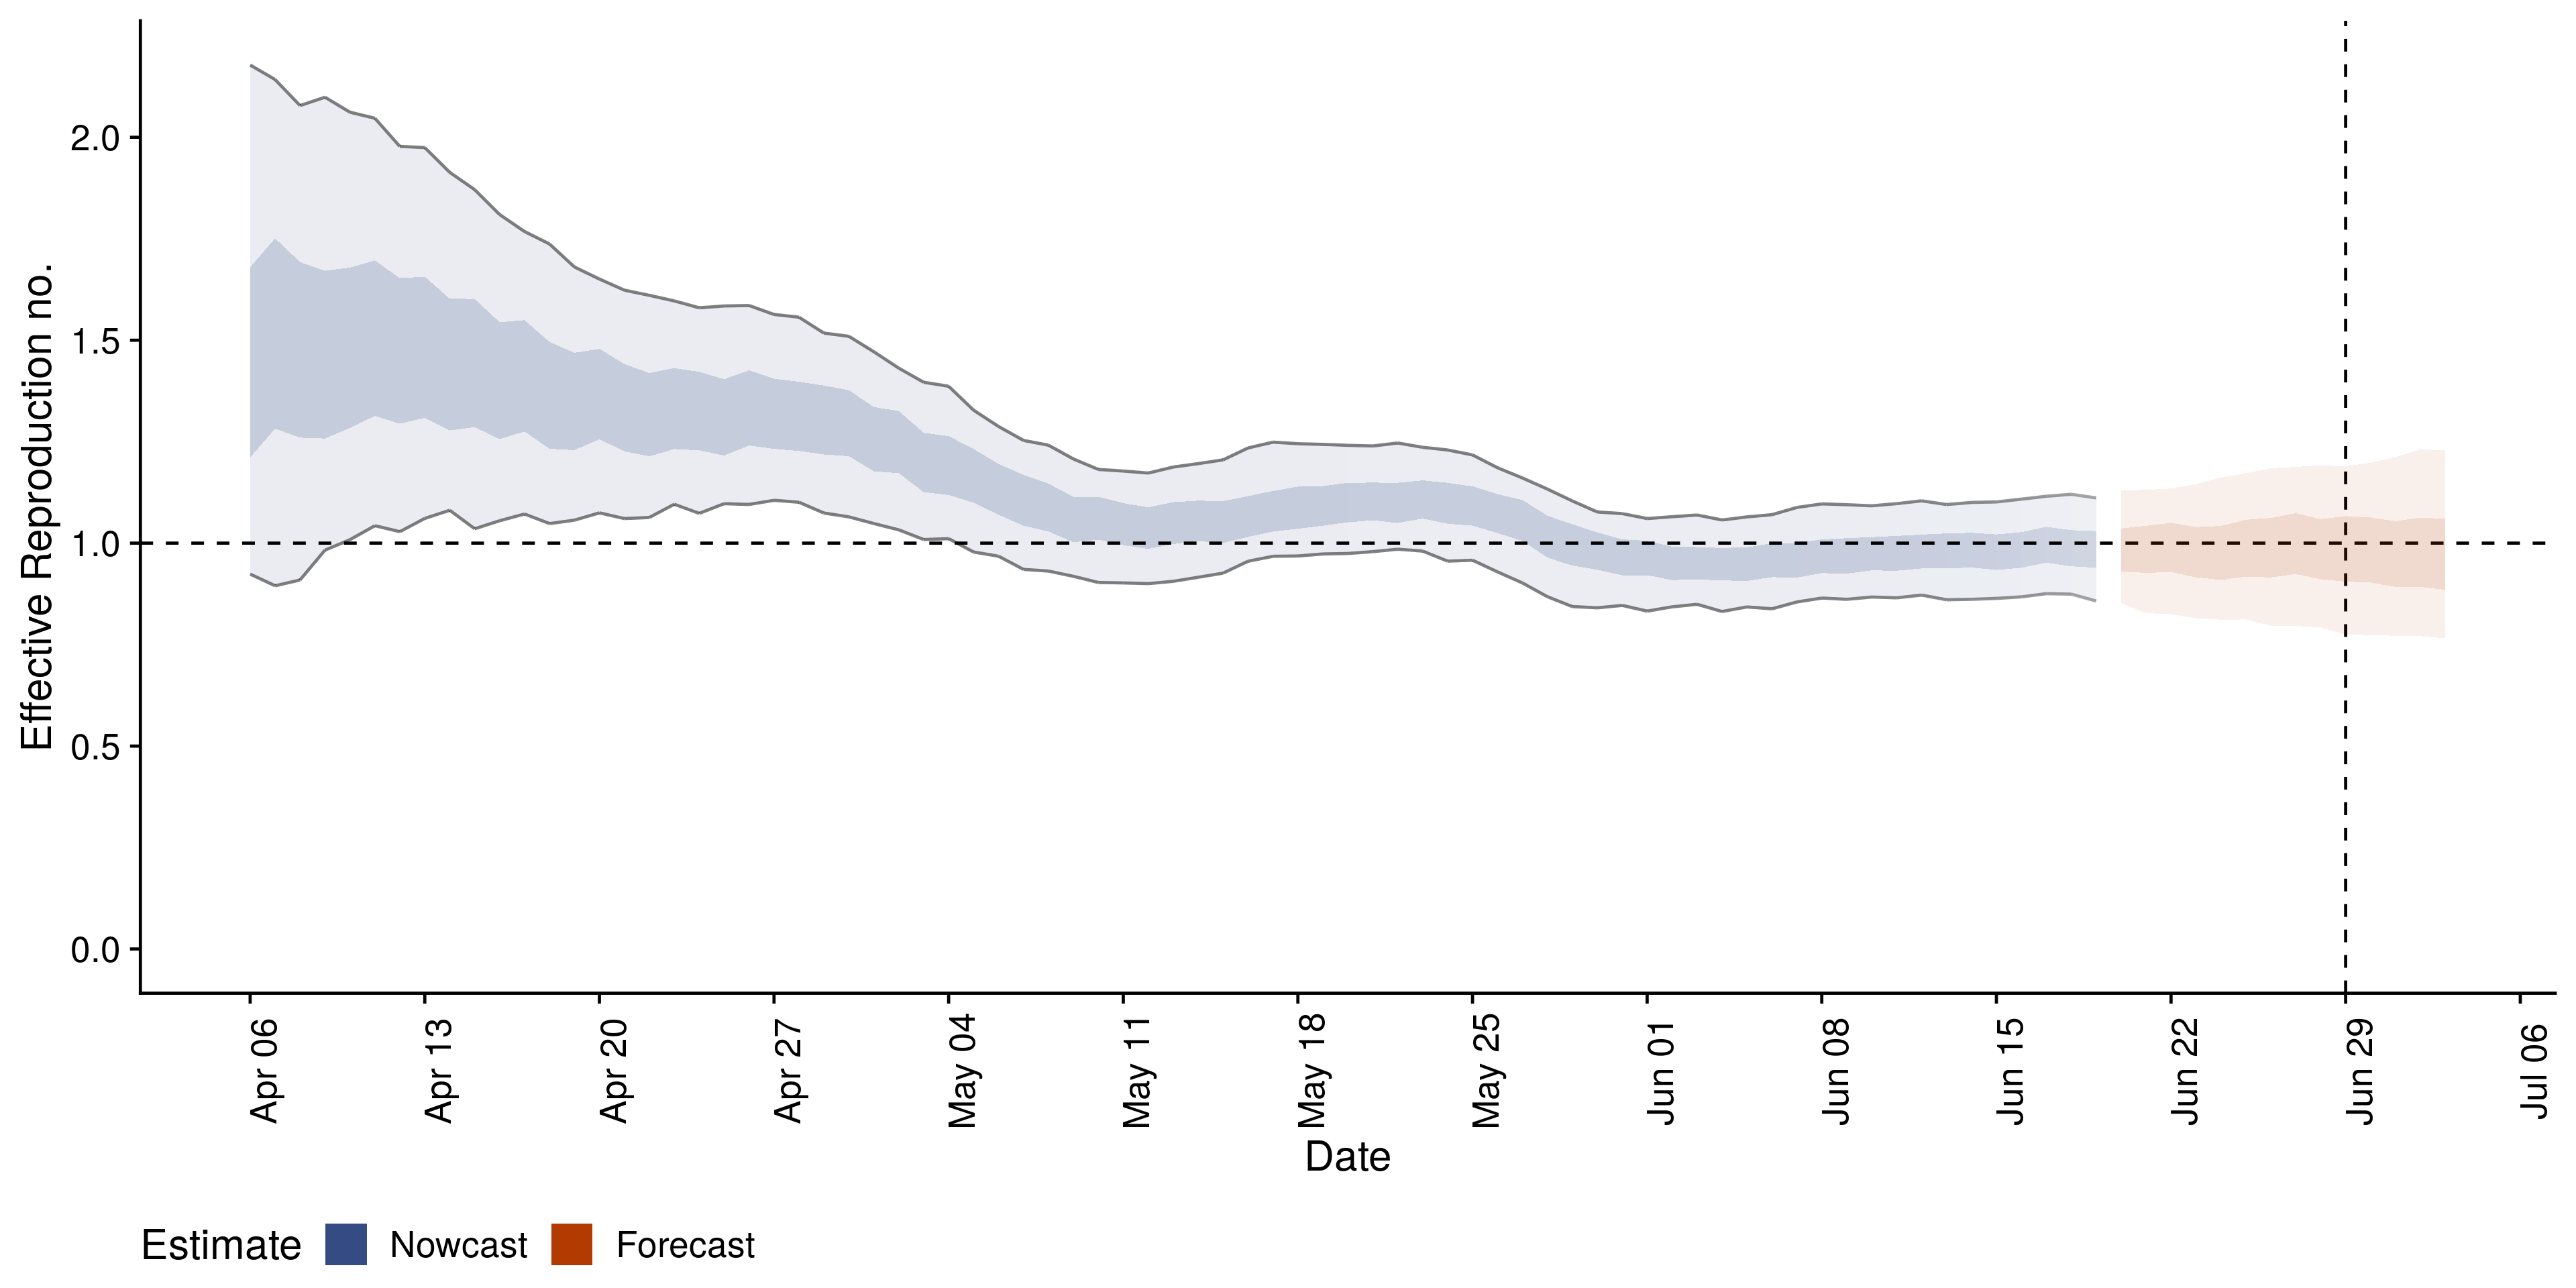 Effective Reproduction no.
2.0
1.5
1.0
0.5
0.0
Apr 06
Apr 13
Apr 20
Apr 27
May 04
May 11
May 18
May 25
Jun 01
Jun 08
Jun 15
Jun 22
Jun 29
Jul 06
Date
Estimate Nowcast Forecast